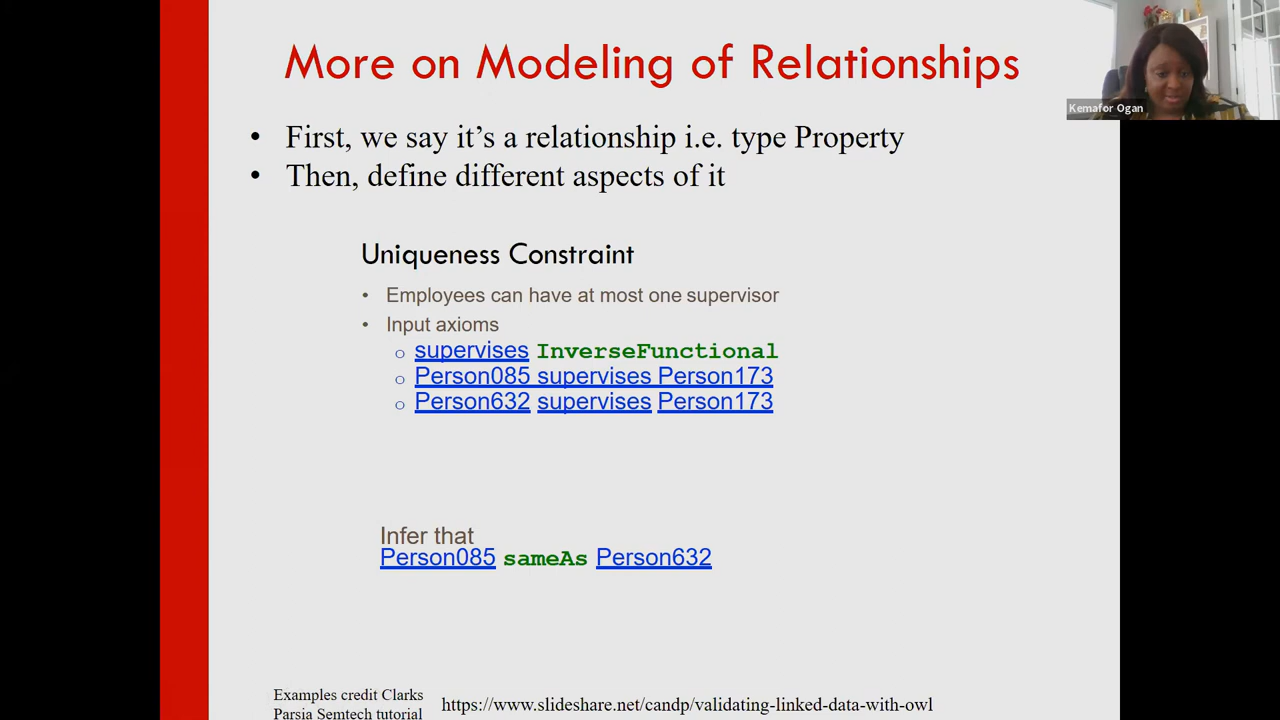 More on Modeling of Relationships
Kemafor Ogan
• First, we say it's a relationship i.e. type Property
• Then, define different aspects of it
Uniqueness Constraint
• Employees can have at most one supervisor
• Input axioms
○ supervises InverseFunctional
○ Person085 supervises Person173
○ Person632 supervises Person173
Infer that
Person085 sameAs Person632
Examples credit Clarks
Parsia Semtech tutorial
https://www.slideshare.net/candp/validating-linked-data-with-owl